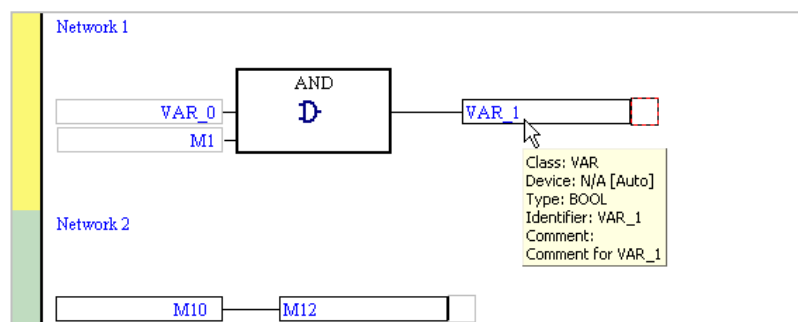 Network 1
AND
VAR_0
VAR_1
M1
Class: VAR
Device: N/A [Auto]
Type: BOOL
Identifier: VAR_1
Comment:
Comment for VAR_1
Network 2
M10
M12